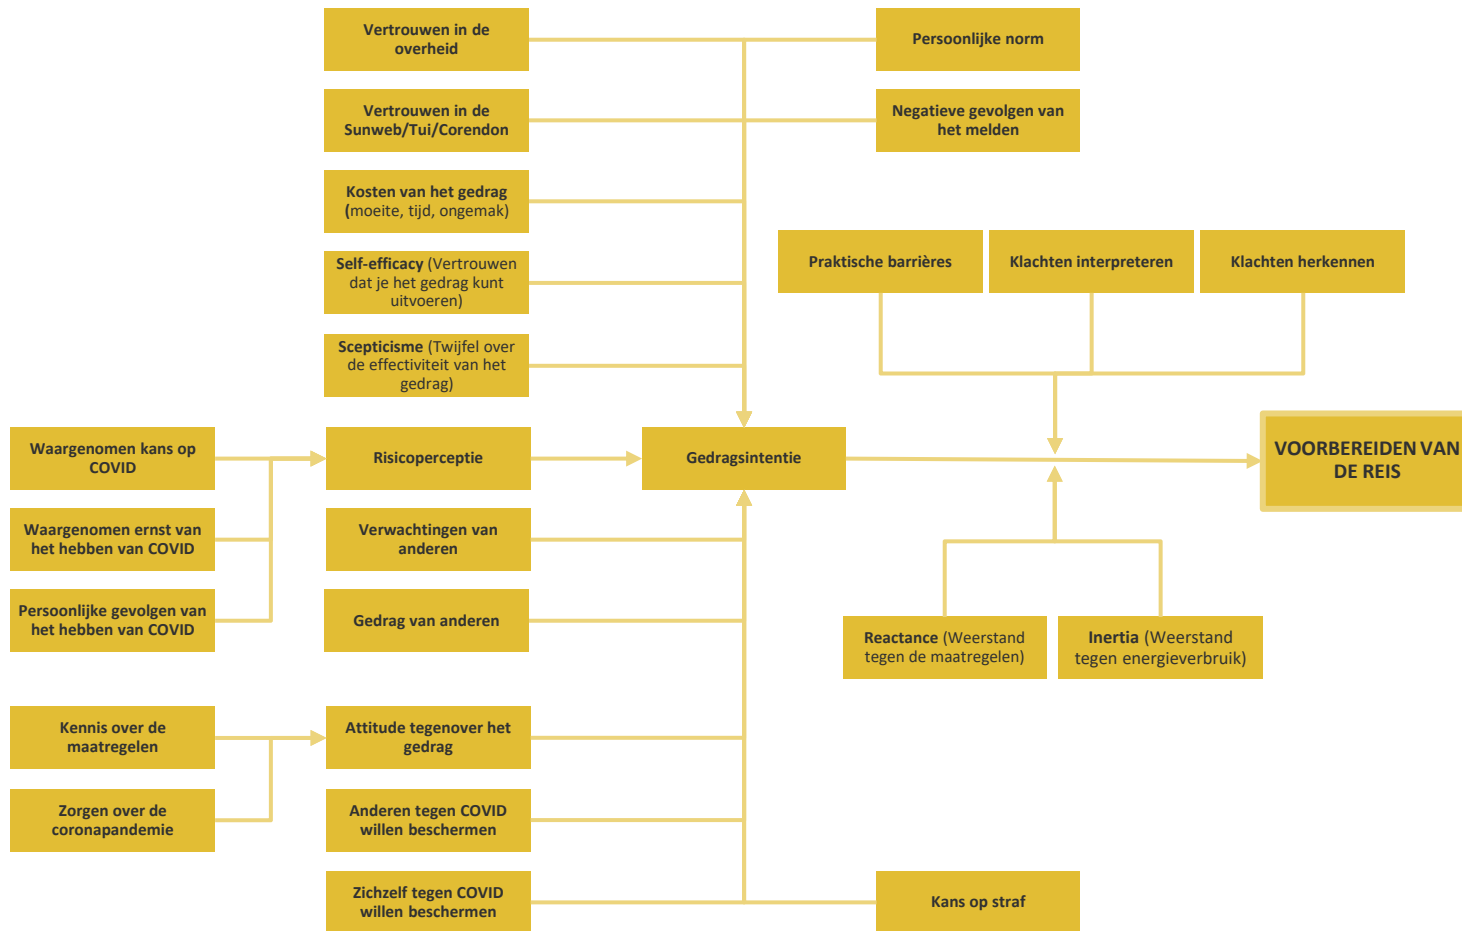 Vertrouwen in de
overheid
Persoonlijke norm
Vertrouwen in de
Sunweb/Tui/Corendon
Negatieve gevolgen van
het melden
Kosten van het gedrag
(moeite, tijd, ongemak)
Self-efficacy (Vertrouwen
dat je het gedrag kunt
uitvoeren)
Praktische barrières
Klachten interpreteren
Klachten herkennen
Scepticisme (Twijfel over
de effectiviteit van het
gedrag)
Waargenomen kans op
COVID
Risicoperceptie
Gedragsintentie
VOORBEREIDEN VAN
DE REIS
Waargenomen ernst van
het hebben van COVID
Verwachtingen van
anderen
Persoonlijke gevolgen van
het hebben van COVID
Gedrag van anderen
Reactance (Weerstand
tegen de maatregelen)
Inertia (Weerstand
tegen energieverbruik)
Kennis over de
maatregelen
Attitude tegenover het
gedrag
Zorgen over de
coronapandemie
Anderen tegen COVID
willen beschermen
Zichzelf tegen COVID
willen beschermen
Kans op straf